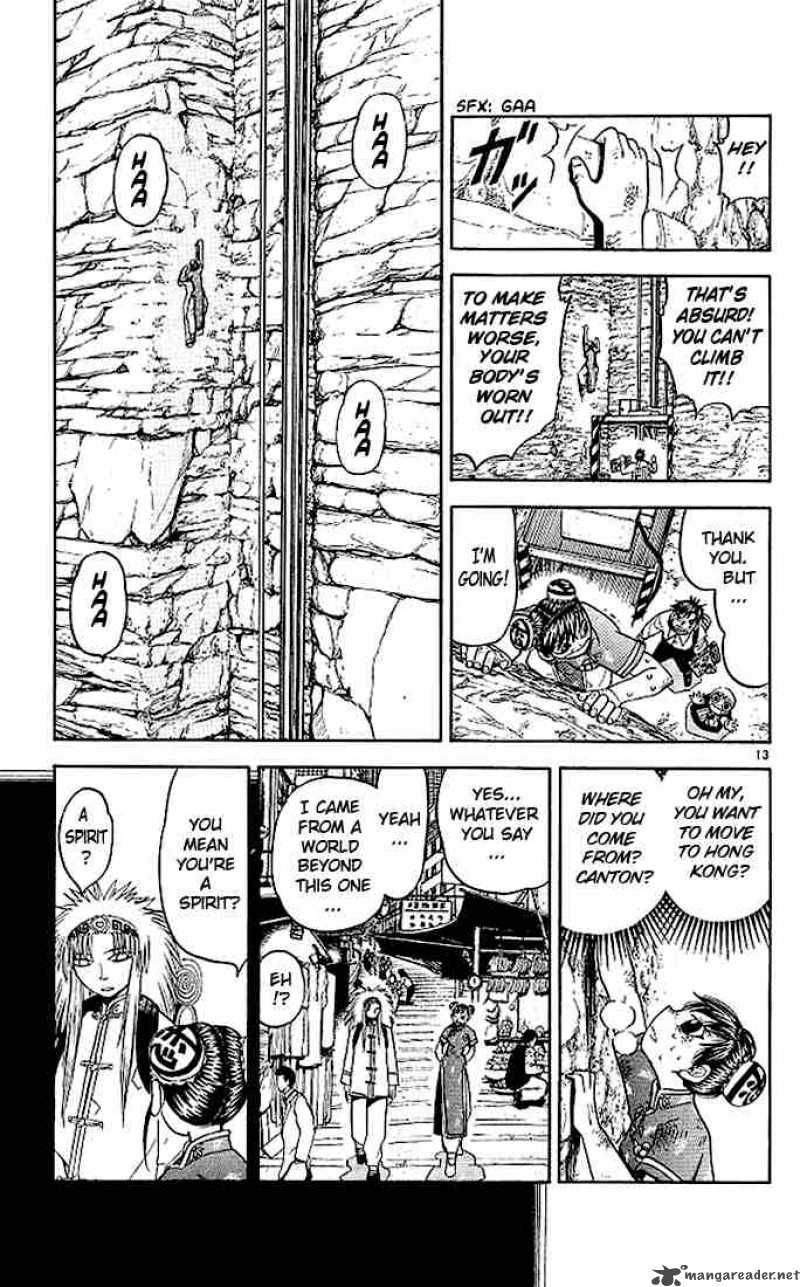 SFX: GAA
ガッ
HEY
!!
THAT'S
ABSURD!
YOU CAN'T
CLIMB
IT!!
TO MAKE
MATTERS
WORSE,
YOUR
BODY'S
WORN
OUT!!
THANK
YOU.
BUT
...
I'M
GOING!
HAA
HAA
HAA
HAA
13
OH MY,
YOU WANT
TO MOVE
TO HONG
KONG?
WHERE
DID YOU
COME
FROM?
CANTON?
YES...
WHATEVER
YOU SAY
...
YEAH
...
I CAME
FROM A
WORLD
BEYOND
THIS ONE
...
EH
!?
YOU
MEAN
YOU'RE
A
SPIRIT?
A
SPIRIT
?
mangareader.net